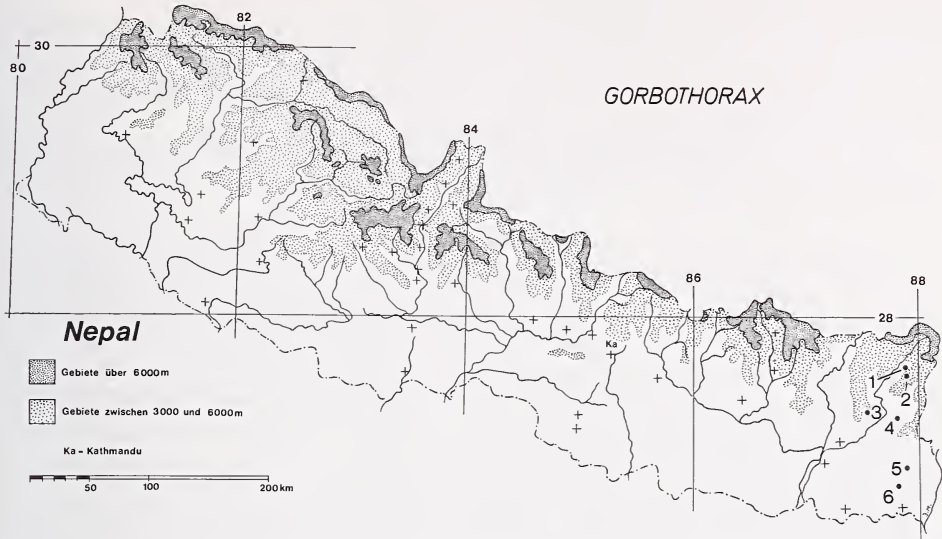 82
30
80
GORBOTHORAX
84
86
88
28
Nepal
Ka
Gebiete über 6000m
1
2
Gebiete zwischen 3000 und 6000m
3
4
Ka - Kathmandu
5
50 100 200 km
6